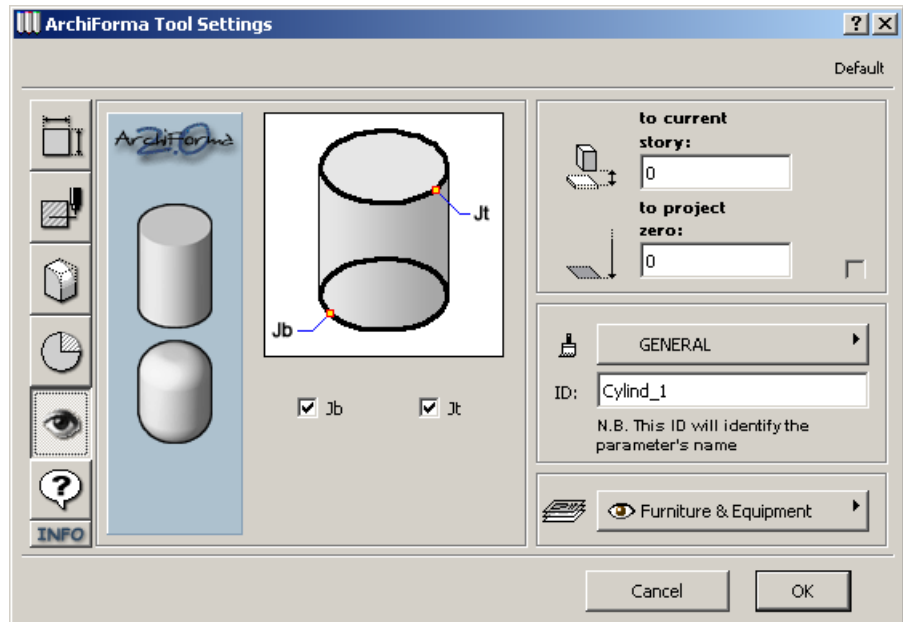 ArchiForma Tool Settings
Default
ArchiForma
2.0
Jt
Jb
Jb
Jt
INFO
to current
story:
0
to project
zero:
0
GENERAL
ID:
Cylind_1
N.B. This ID will identify the
parameter's name
Furniture & Equipment
Cancel
OK